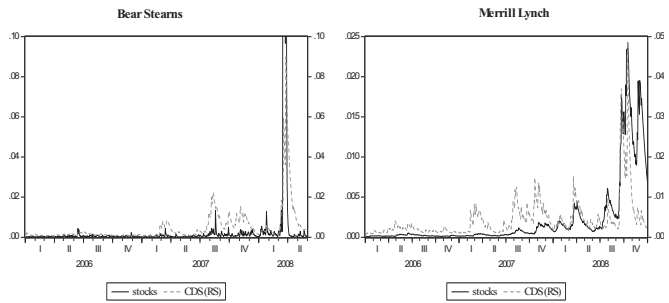 Bear Stearns
Merrill Lynch
.10 .10
.08 .08
.06 .06
.04 .04
.02 .02
.00 .00
I II III IV I II III IV I II
2006 2007 2008
stocks CDS(RS)
.025 .05
.020 .04
.015 .03
.010 .02
.005 .01
.000 .00
I II III IV I II III IV I II III IV
2006 2007 2008
stocks CDS(RS)